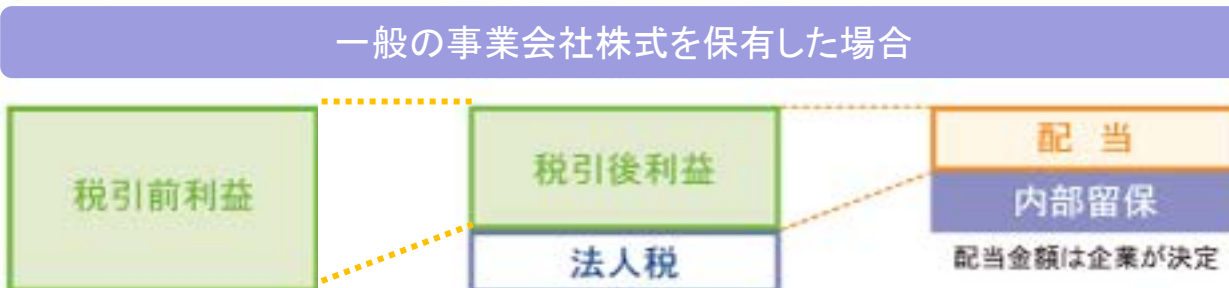 一般の事業会社株式を保有した場合
税引前利益
税引後利益
法人税
配 当
内部留保
配当金額は企業が決定